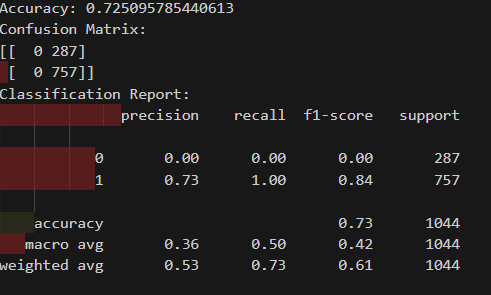 Accuracy: 0.725095785440613
Confusion Matrix:
[[  0 287]
 [  0 757]]
Classification Report:
              precision    recall  f1-score   support

           0       0.00      0.00      0.00       287
           1       0.73      1.00      0.84       757

    accuracy                           0.73      1044
   macro avg       0.36      0.50      0.42      1044
weighted avg       0.53      0.73      0.61      1044